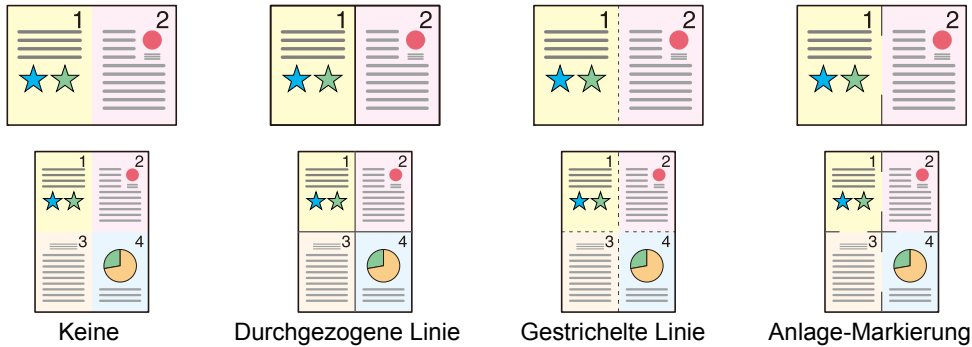 1 2 1 2 1 2 1 2
1 2 1 2 1 2 1 2
3 4 3 4 3 4 3 4
Keine Durchgezogene Linie Gestrichelte Linie Anlage-Markierung